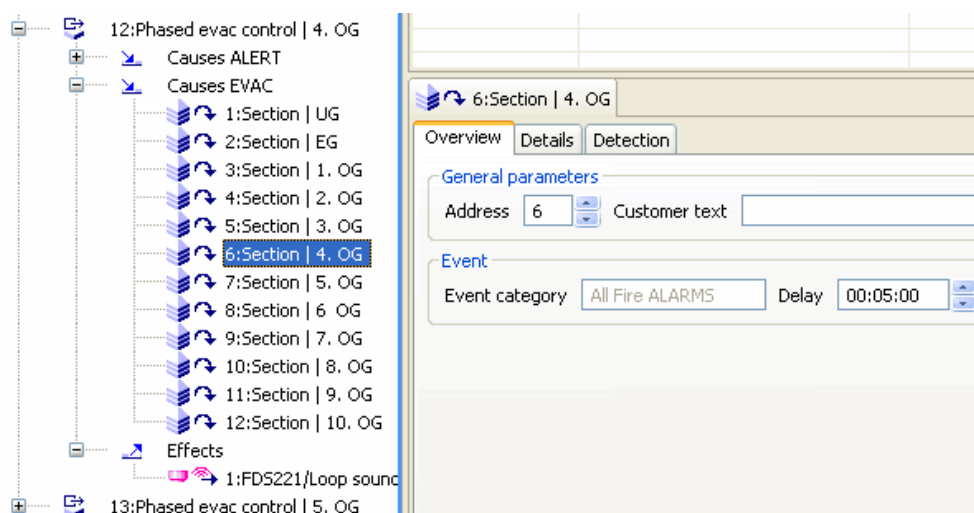 12:Phased evac control | 4. OG
Causes ALERT
Causes EVAC
1:Section | UG
2:Section | EG
3:Section | 1. OG
4:Section | 2. OG
5:Section | 3. OG
6:Section | 4. OG
7:Section | 5. OG
8:Section | 6 OG
9:Section | 7. OG
10:Section | 8. OG
11:Section | 9. OG
12:Section | 10. OG
Effects
1:FDS221/Loop sounc
13:Phased evac control | 5. OG
6:Section | 4. OG
Overview Details Detection
General parameters
Address 6 Customer text
Event
Event category All Fire ALARMS Delay 00:05:00